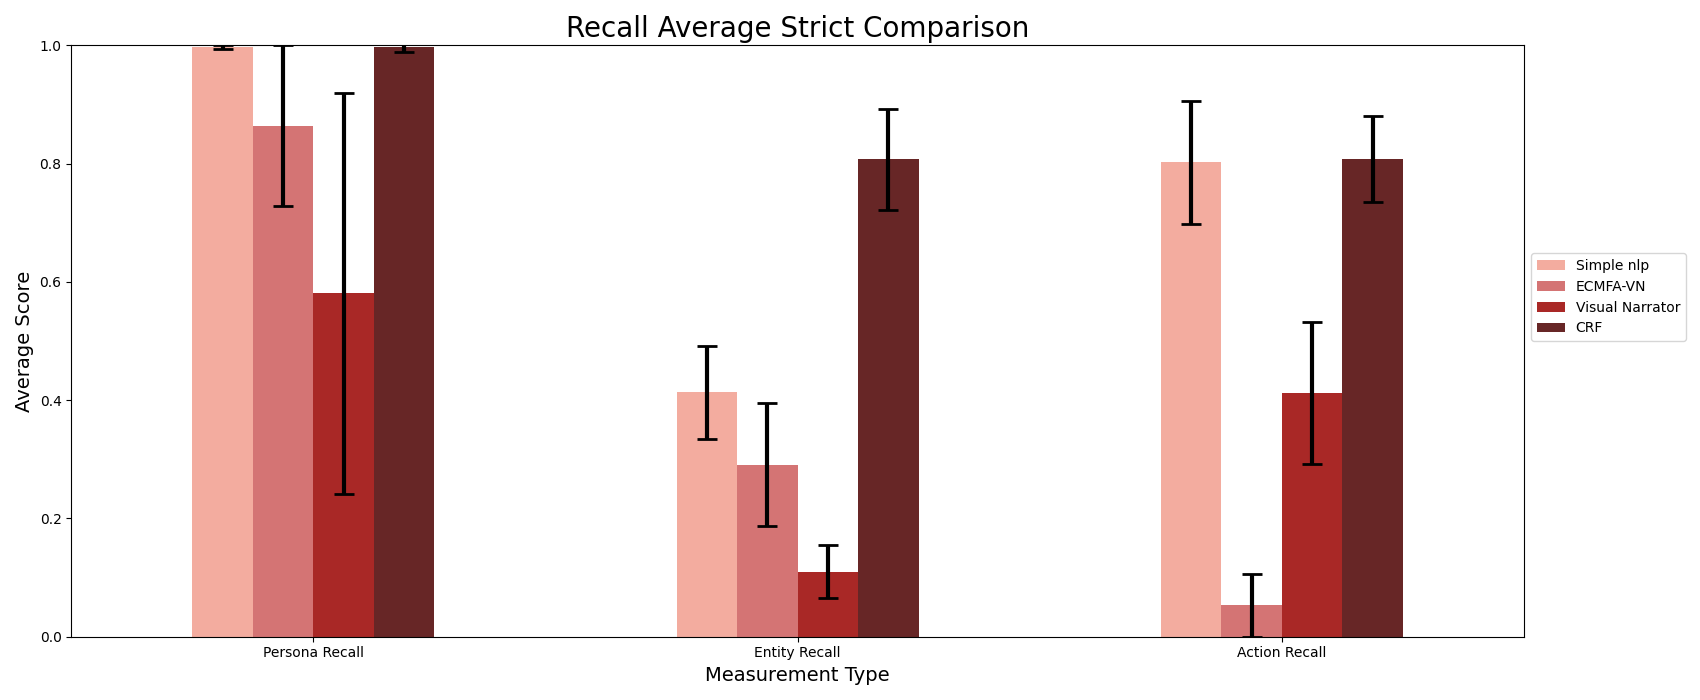 Recall Average Strict Comparison
1.0
0.8
0.6
0.4
0.2
0.0
Average Score
Persona Recall
Entity Recall
Action Recall
Measurement Type
Simple nlp
ECMFA-VN
Visual Narrator
CRF